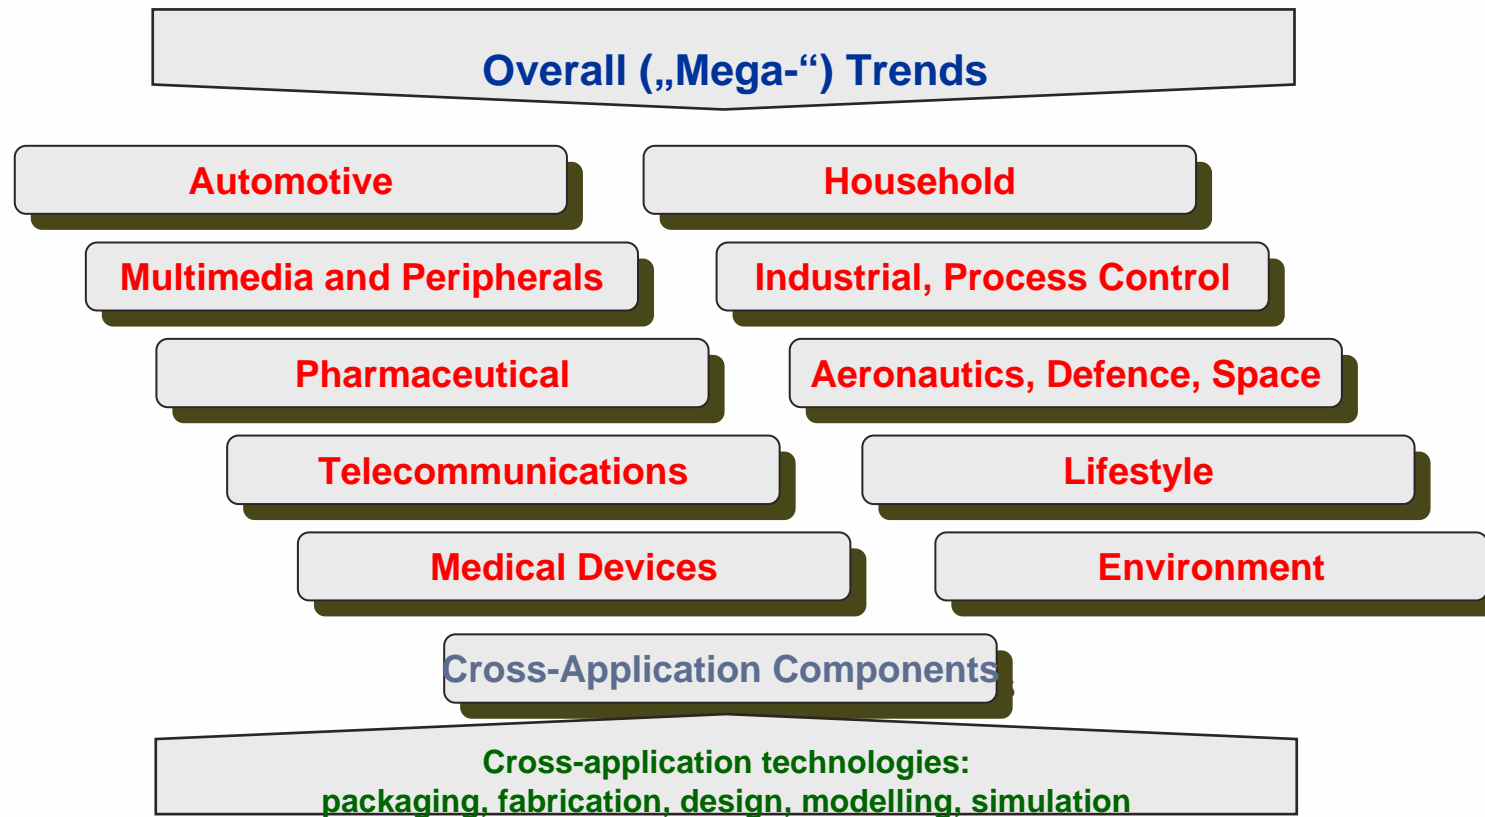 Overall („Mega-“) Trends
Automotive
Household
Multimedia and Peripherals
Industrial, Process Control
Pharmaceutical
Aeronautics, Defence, Space
Telecommunications
Lifestyle
Medical Devices
Environment
Cross-Application Components
Cross-application technologies:
packaging, fabrication, design, modelling, simulation